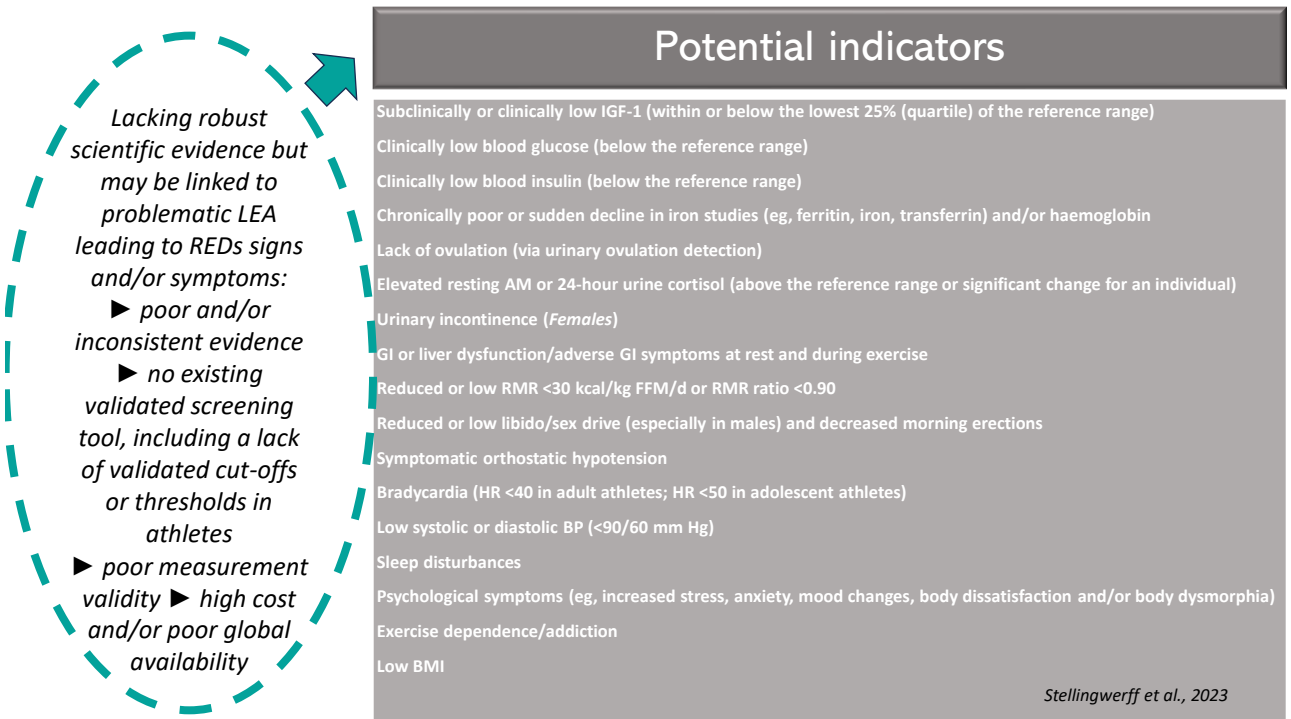 Lacking robust
scientific evidence but
may be linked to
problematic LEA
leading to REDs signs
and/or symptoms:
► poor and/or
inconsistent evidence
► no existing
validated screening
tool, including a lack
of validated cut-offs
or thresholds in
athletes
► poor measurement
validity ► high cost
and/or poor global
availability
Potential indicators
Subclinically or clinically low IGF-1 (within or below the lowest 25% (quartile) of the reference range)
Clinically low blood glucose (below the reference range)
Clinically low blood insulin (below the reference range)
Chronically poor or sudden decline in iron studies (eg, ferritin, iron, transferrin) and/or haemoglobin
Lack of ovulation (via urinary ovulation detection)
Elevated resting AM or 24-hour urine cortisol (above the reference range or significant change for an individual)
Urinary incontinence (Females)
GI or liver dysfunction/adverse GI symptoms at rest and during exercise
Reduced or low RMR <30 kcal/kg FFM/d or RMR ratio <0.90
Reduced or low libido/sex drive (especially in males) and decreased morning erections
Symptomatic orthostatic hypotension
Bradycardia (HR <40 in adult athletes; HR <50 in adolescent athletes)
Low systolic or diastolic BP (<90/60 mm Hg)
Sleep disturbances
Psychological symptoms (eg, increased stress, anxiety, mood changes, body dissatisfaction and/or body dysmorphia)
Exercise dependence/addiction
Low BMI
Stellingwerff et al., 2023